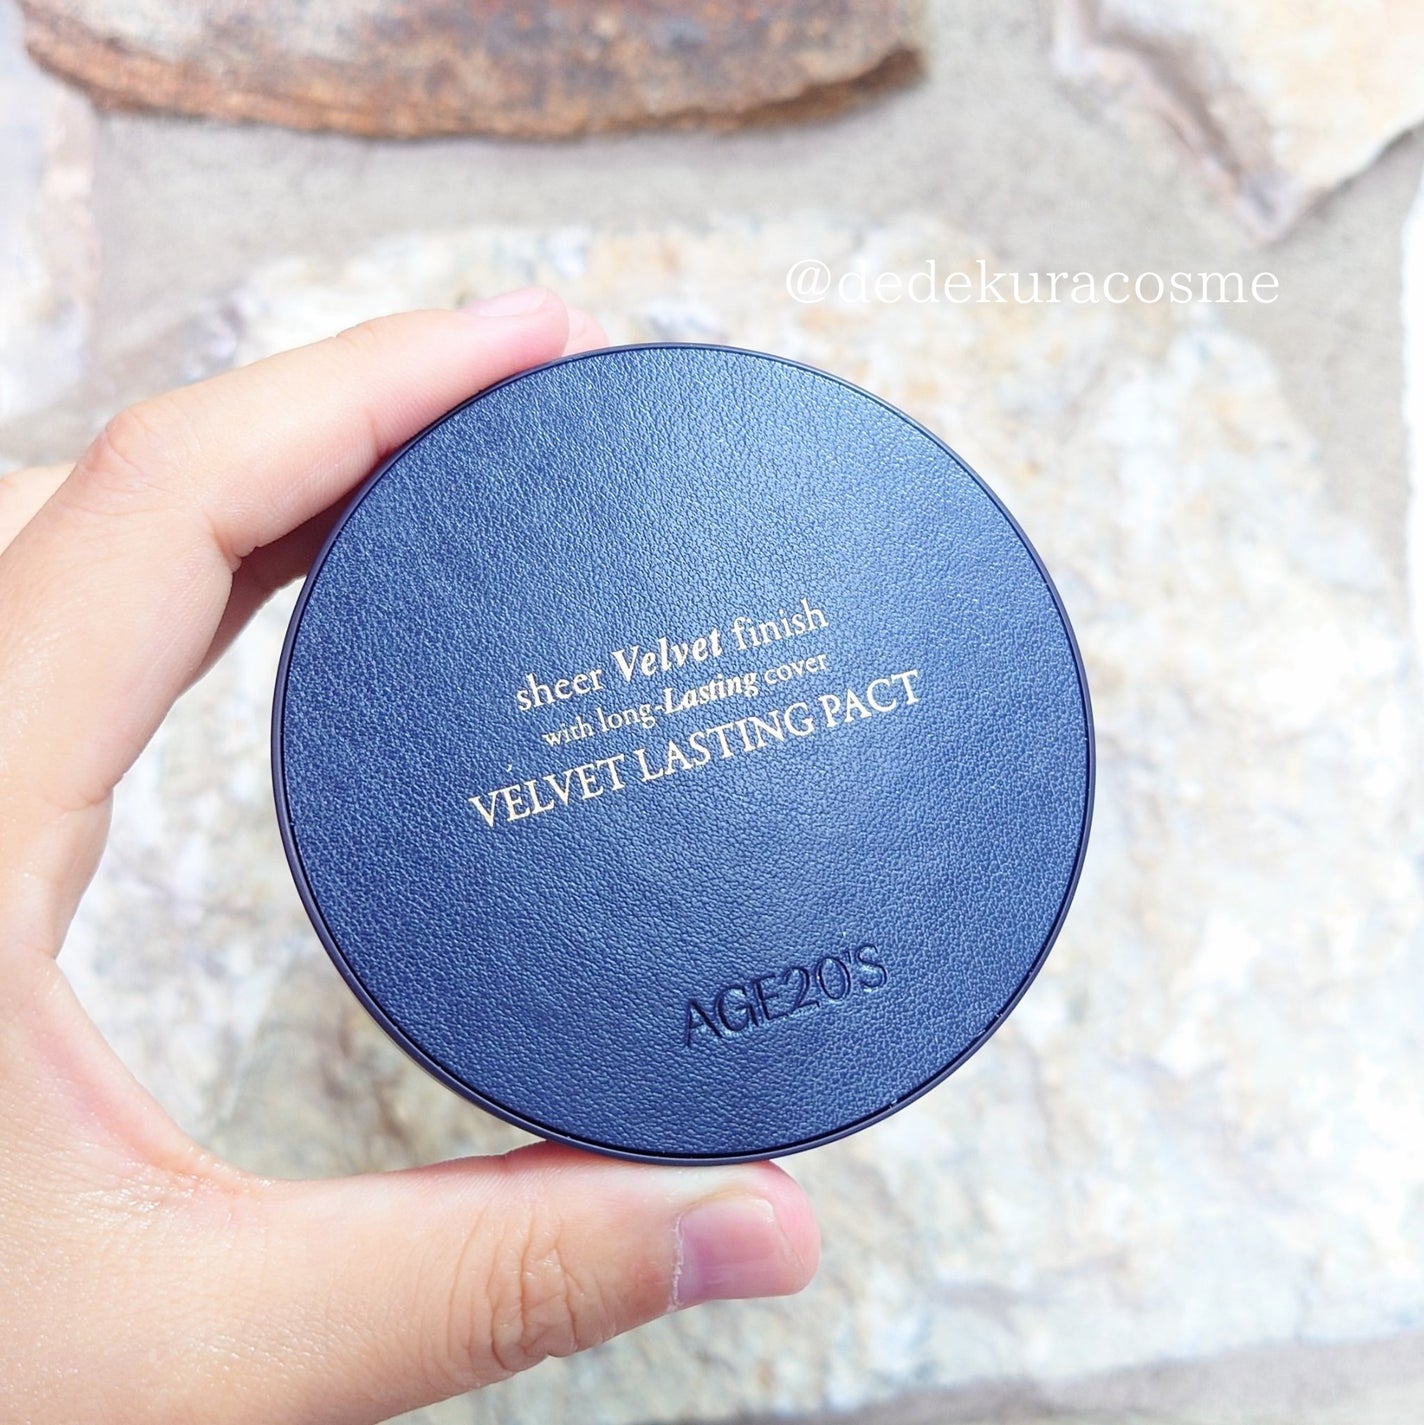 @dedekuracosme
sheer Velvet finish
with long-Lasting cover
VELVET LASTING PACT
AGE20'S